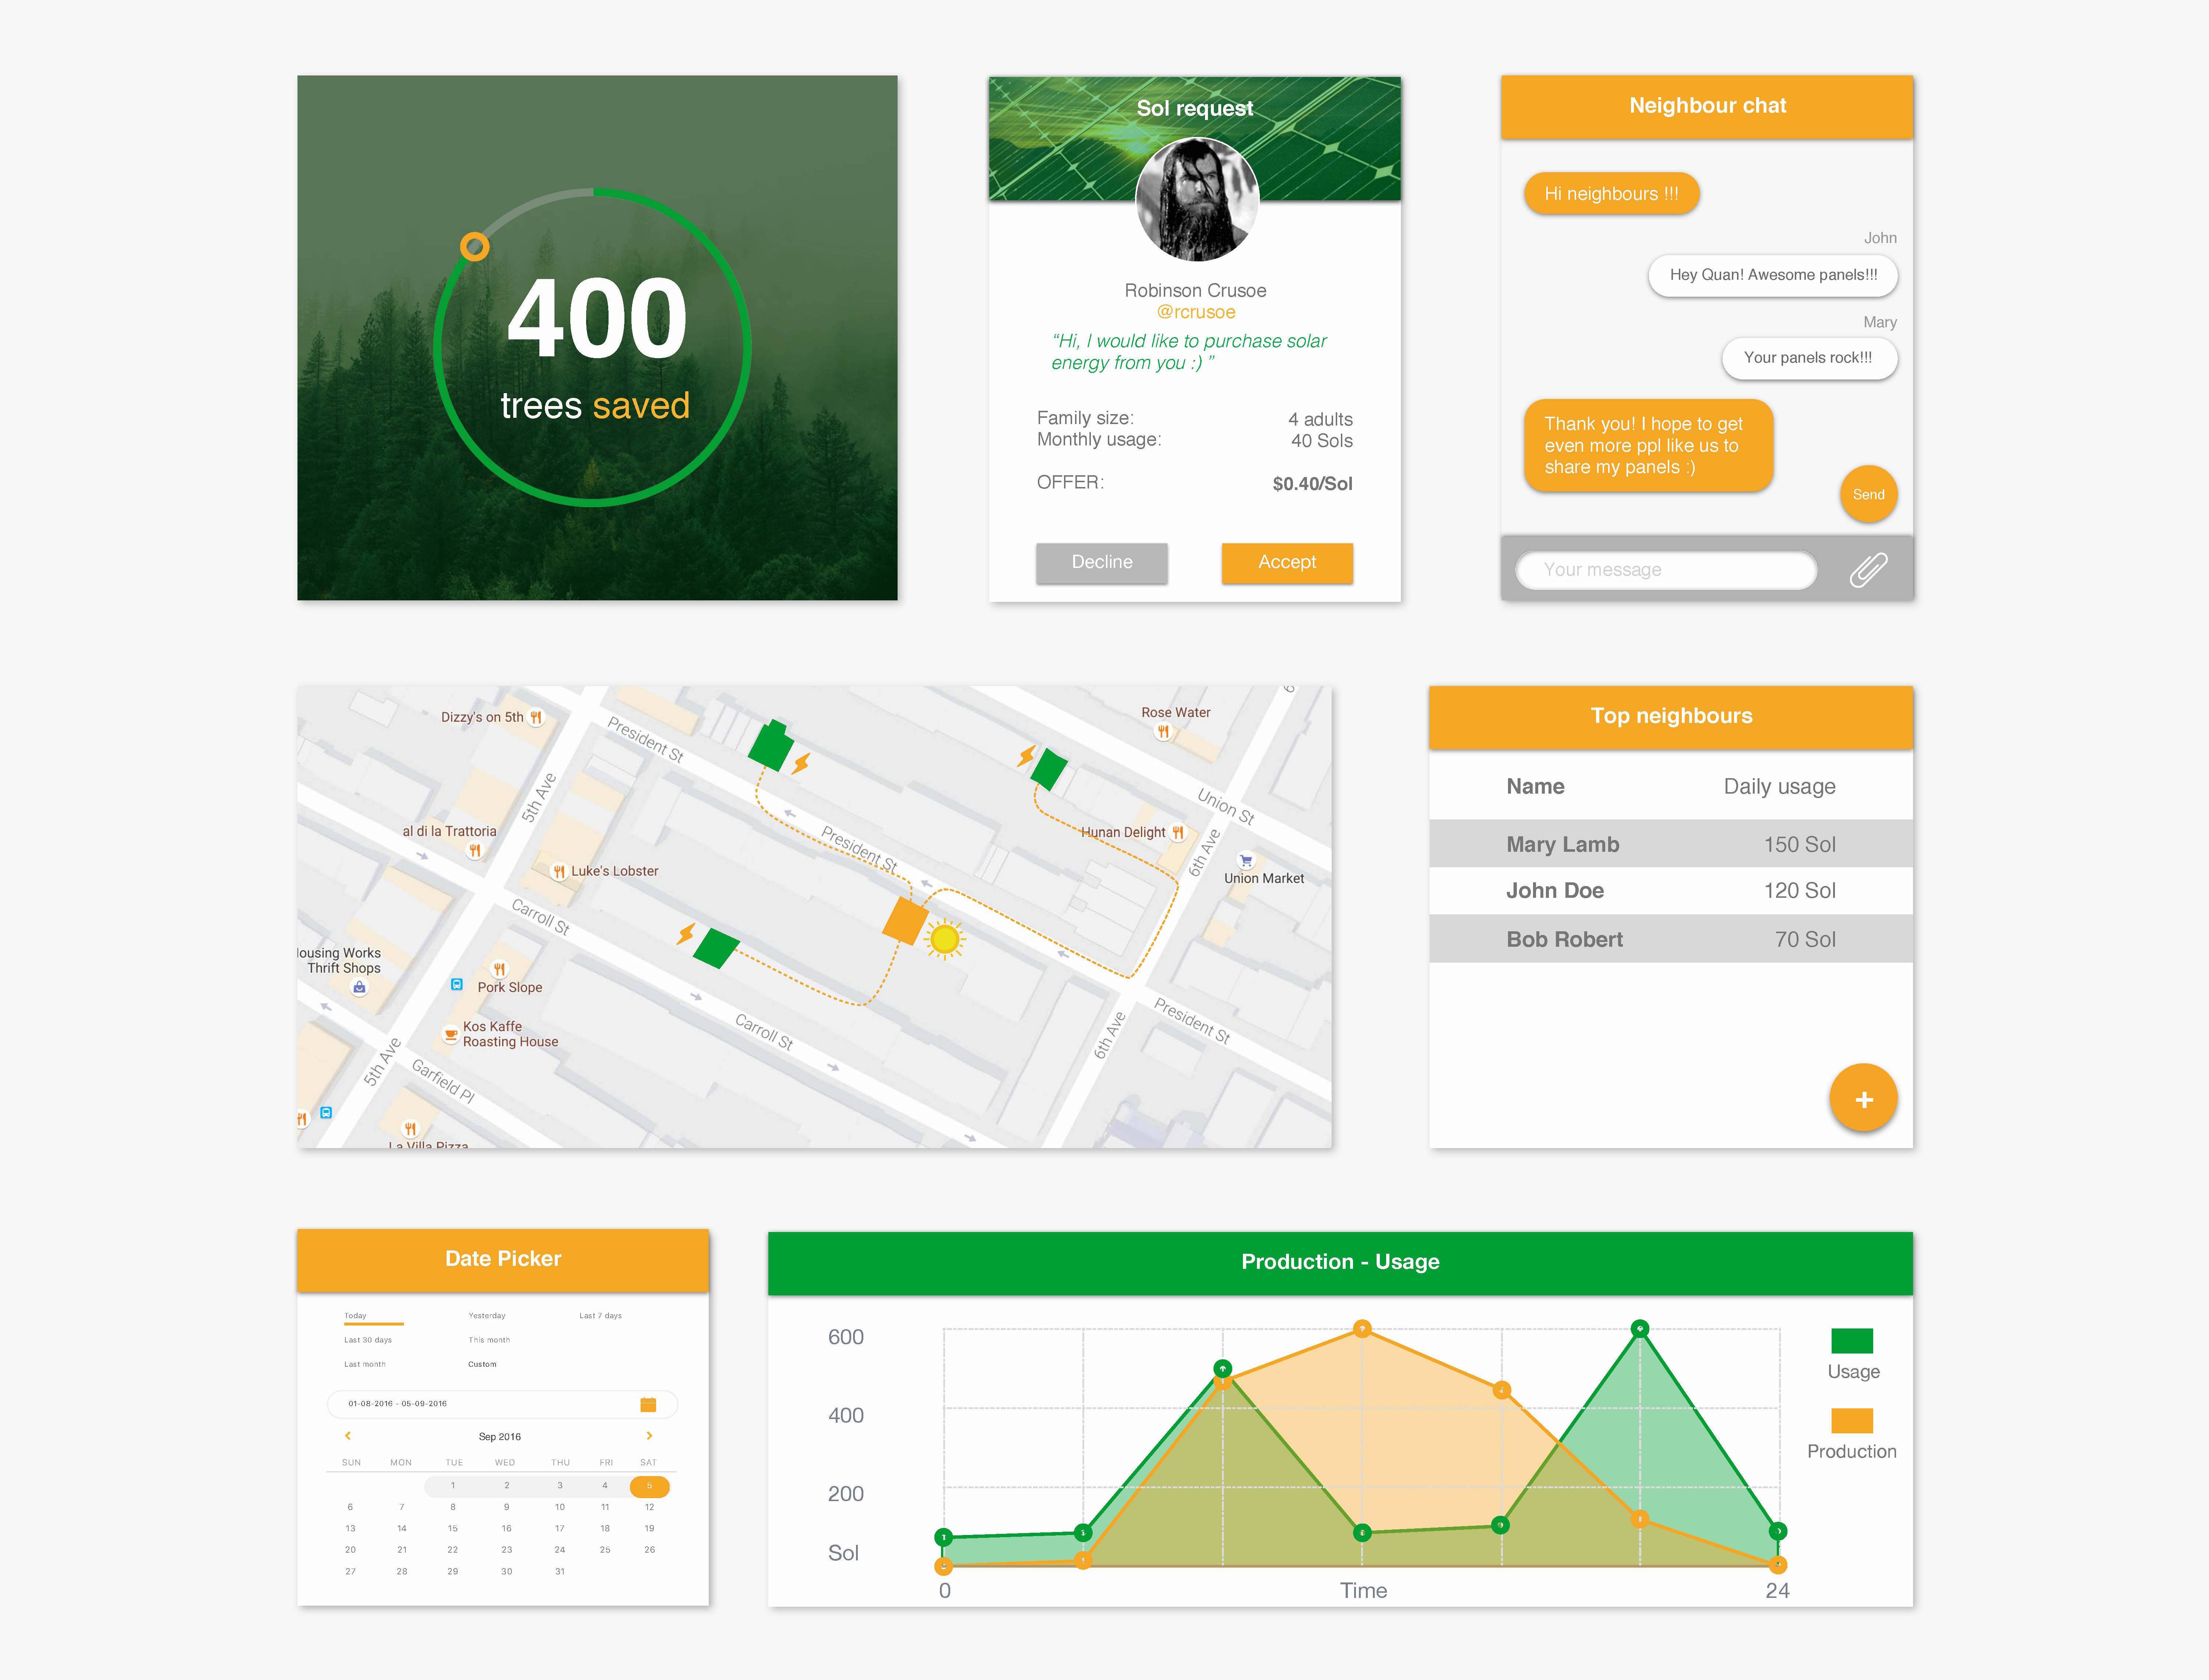 400
trees saved
Sol request
Robinson Crusoe
@rcrusoe
“Hi, I would like to purchase solar
energy from you :) ”
Family size: 4 adults
Monthly usage: 40 Sols
OFFER: $0.40/Sol
Decline Accept
Neighbour chat
Hi neighbours !!!
John
Hey Quan! Awesome panels!!!
Mary
Your panels rock!!!
Thank you! I hope to get
even more ppl like us to
share my panels :)
Send
Your message
Dizzy's on 5th
President St
Rose Water
5th Ave
Union St
al di la Trattoria
President St
Hunan Delight
6th Ave
Luke's Lobster
Union Market
Carroll St
ousing Works
Thrift Shops
Pork Slope
Kos Kaffe
Roasting House
Carroll St
President St
6th Ave
5th Ave
Garfield Pl
La Villa Pizza
Top neighbours
Name Daily usage
Mary Lamb 150 Sol
John Doe 120 Sol
Bob Robert 70 Sol
+
Date Picker
Today Yesterday Last 7 days
Last 30 days This month
Last month Custom
01-08-2016 - 05-09-2016
Sep 2016
SUN MON TUE WED THU FRI SAT
1 2 3 4 5
6 7 8 9 10 11 12
13 14 15 16 17 18 19
20 21 22 23 24 25 26
27 28 29 30 31
Production - Usage
600
400
200
Sol
0 Time 24
Usage
Production